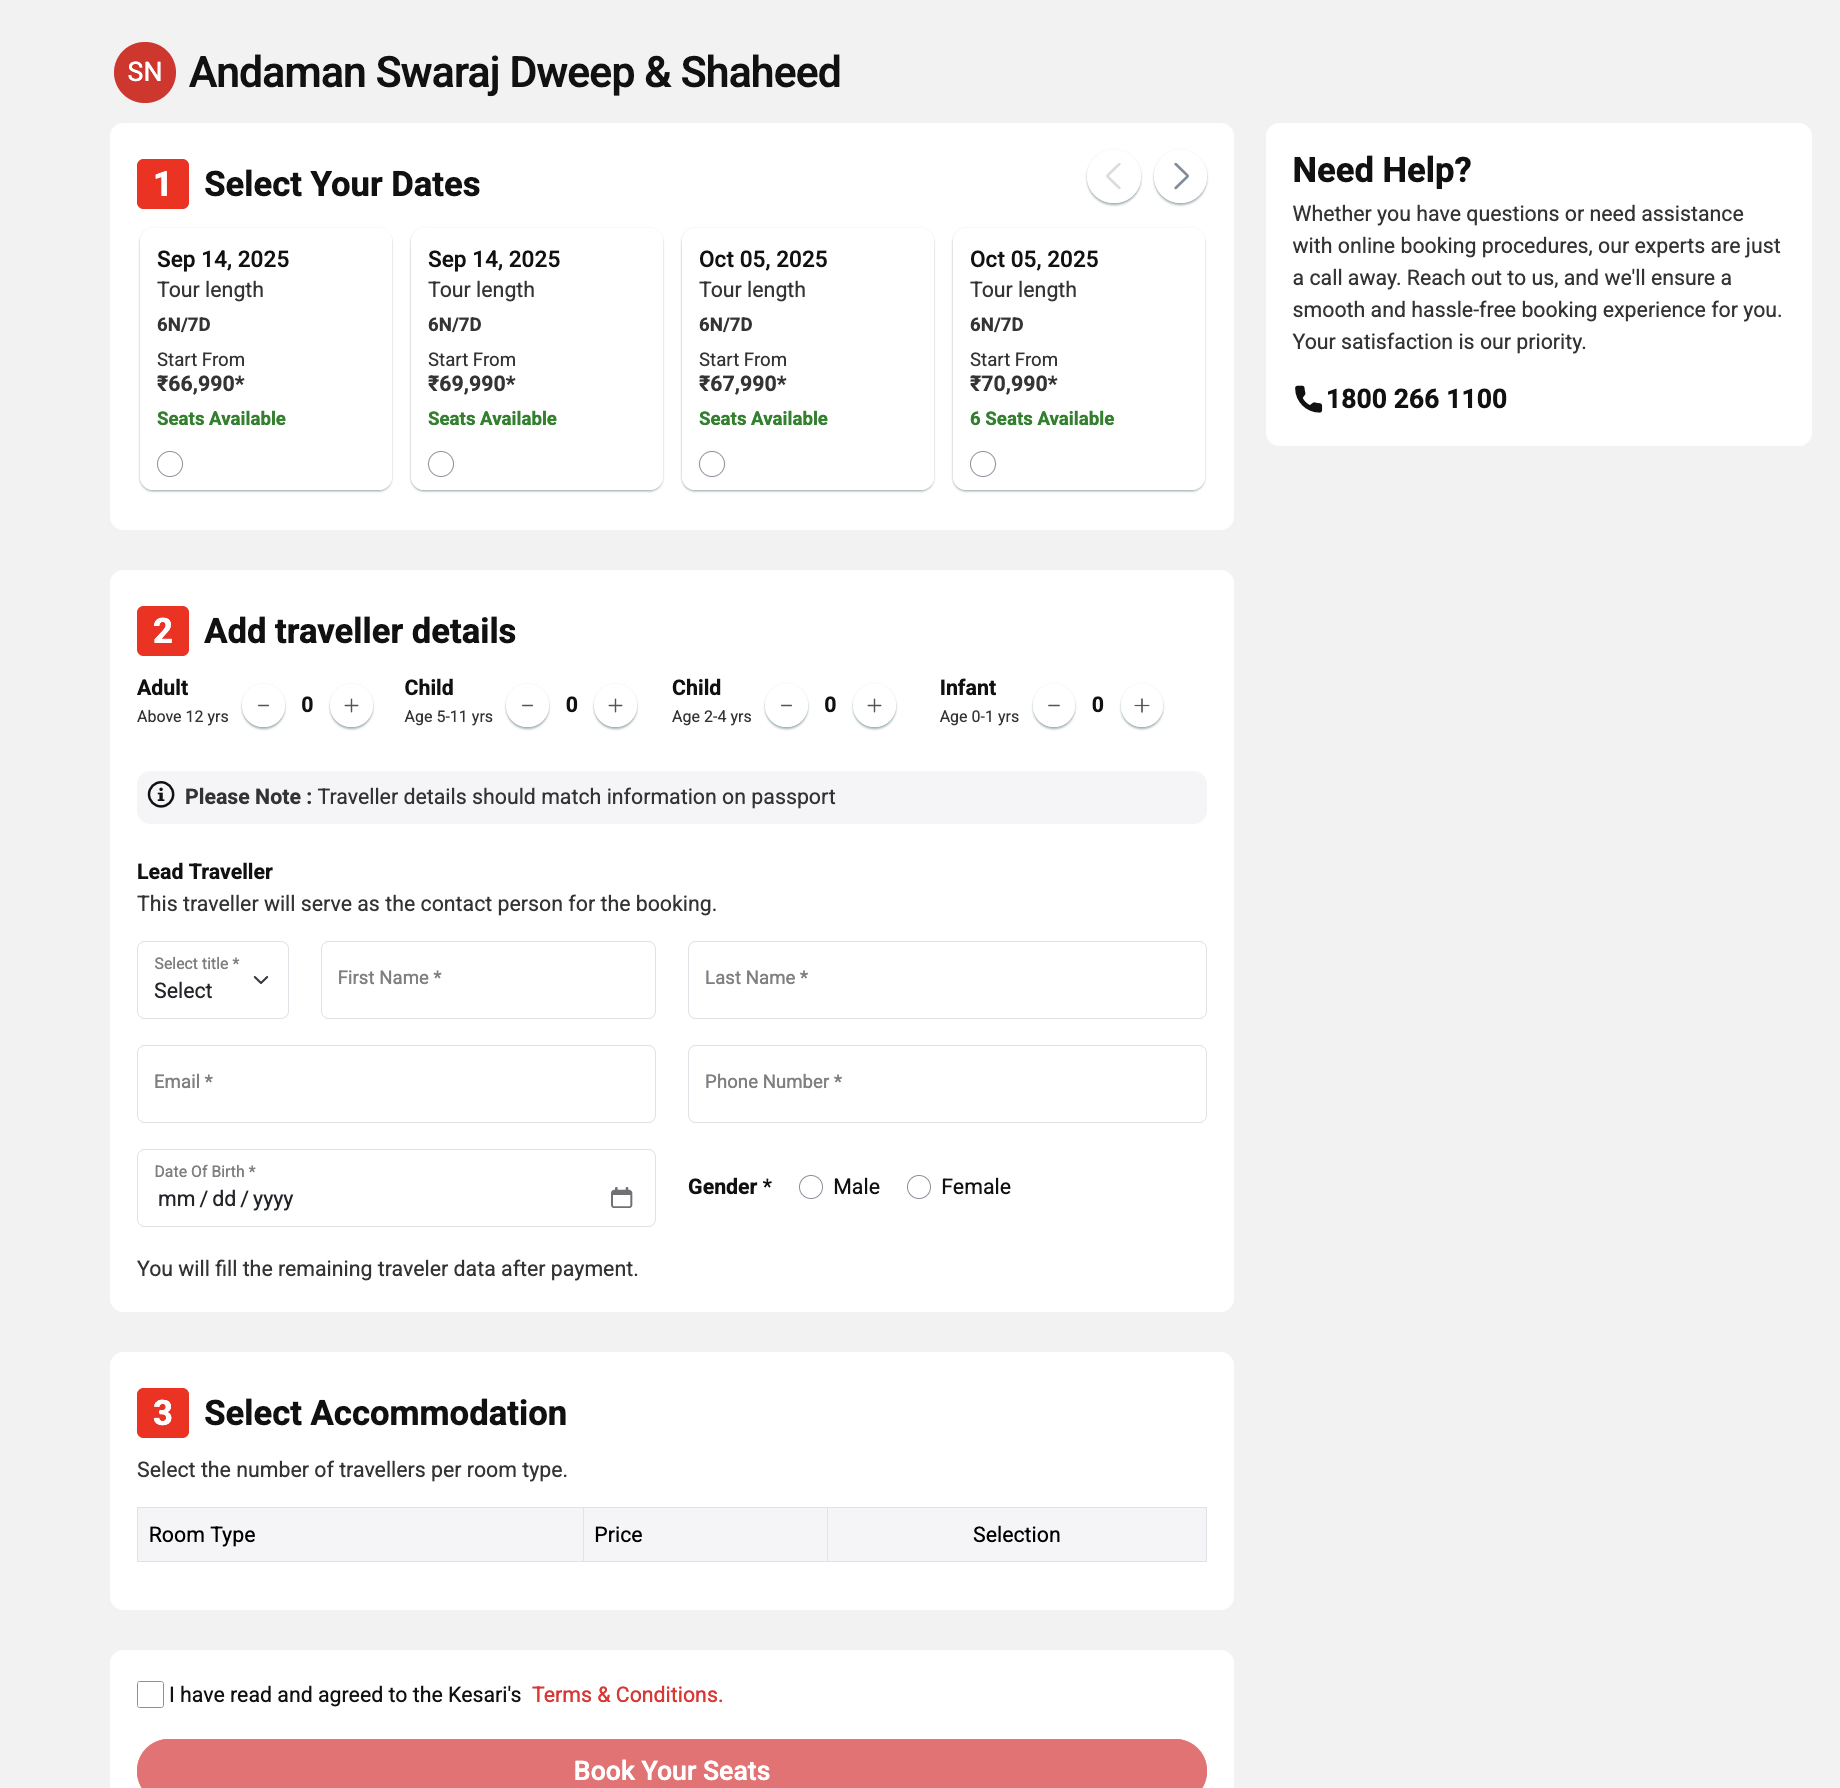 SN Andaman Swaraj Dweep & Shaheed
1 Select Your Dates
Sep 14, 2025
Tour length
6N/7D
Start From
₹66,990*
Seats Available
Sep 14, 2025
Tour length
6N/7D
Start From
₹69,990*
Seats Available
Oct 05, 2025
Tour length
6N/7D
Start From
₹67,990*
Seats Available
Oct 05, 2025
Tour length
6N/7D
Start From
₹70,990*
6 Seats Available
Need Help?
Whether you have questions or need assistance
with online booking procedures, our experts are just
a call away. Reach out to us, and we'll ensure a
smooth and hassle-free booking experience for you.
Your satisfaction is our priority.
1800 266 1100
2 Add traveller details
Adult
Above 12 yrs
− 0 +
Child
Age 5-11 yrs
− 0 +
Child
Age 2-4 yrs
− 0 +
Infant
Age 0-1 yrs
− 0 +
Please Note : Traveller details should match information on passport
Lead Traveller
This traveller will serve as the contact person for the booking.
Select title *
Select
First Name *
Last Name *
Email *
Phone Number *
Date Of Birth *
mm / dd / yyyy
Gender * Male Female
You will fill the remaining traveler data after payment.
3 Select Accommodation
Select the number of travellers per room type.
Room Type Price Selection
I have read and agreed to the Kesari's Terms & Conditions.
Book Your Seats